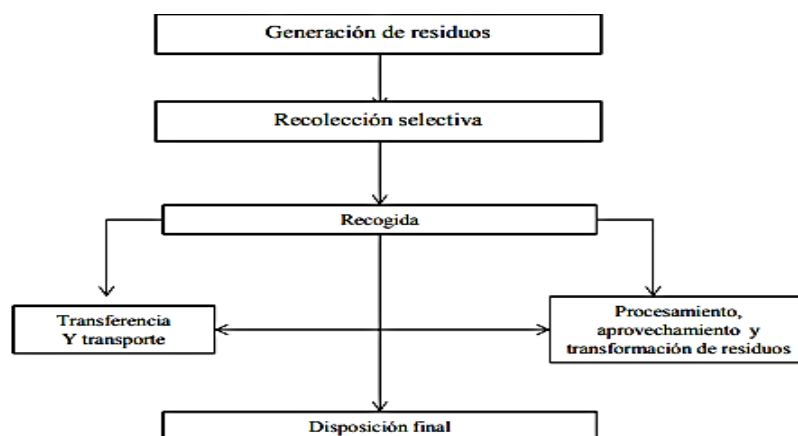 Generación de residuos
Recolección selectiva
Recogida
Transferencia
Y transporte
Procesamiento,
aprovechamiento y
transformación de residuos
Disposición final